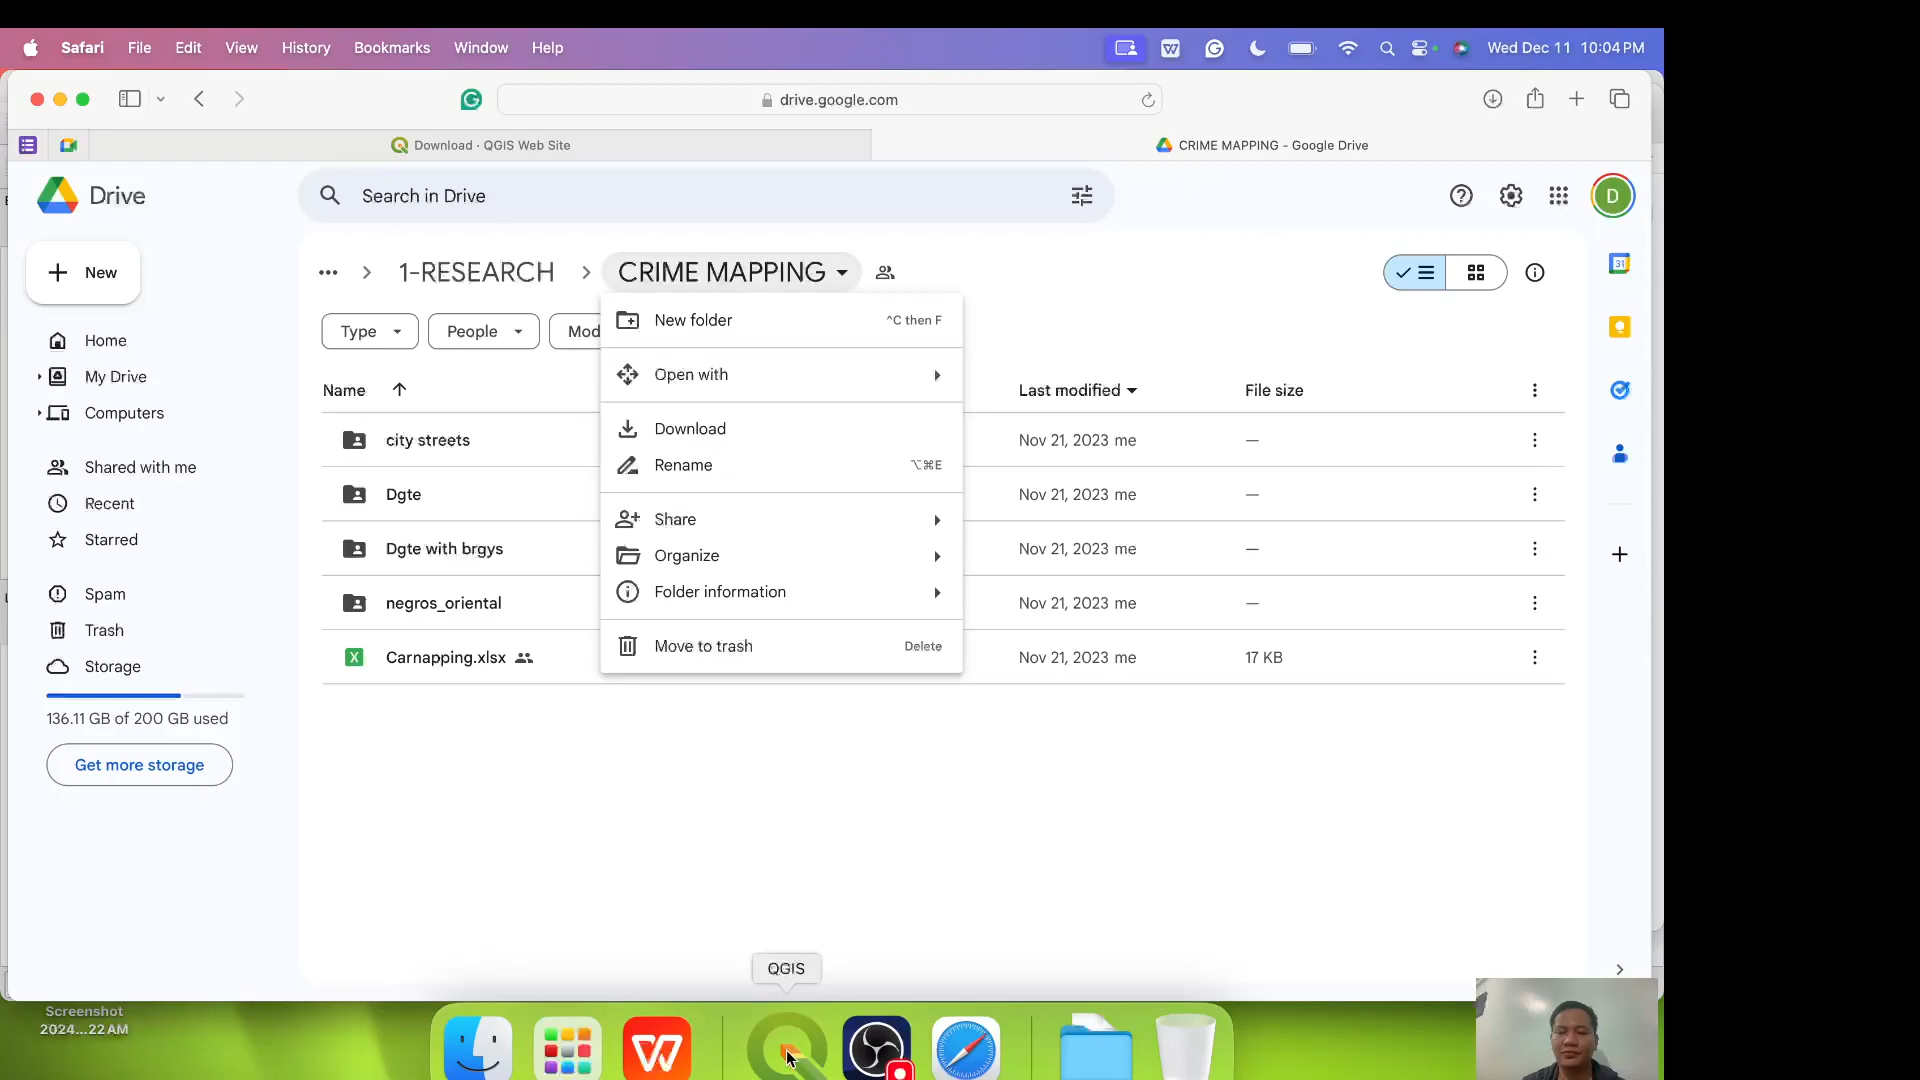 Safari File Edit View History Bookmarks Window Help Wed Dec 11 10:04 PM
drive.google.com
Download · QGIS Web Site CRIME MAPPING - Google Drive
Drive Search in Drive D
New ... 1-RESEARCH CRIME MAPPING
31
Type People Mod
New folder ^C then F
Open with
Download
Rename ⌥⌘E
Share
Organize
Folder information
Move to trash Delete
Home
My Drive
Computers
Shared with me
Recent
Starred
Spam
Trash
Storage
136.11 GB of 200 GB used
Get more storage
Name Last modified File size
city streets Nov 21, 2023 me —
Dgte Nov 21, 2023 me —
Dgte with brgys Nov 21, 2023 me —
negros_oriental Nov 21, 2023 me —
X Carnapping.xlsx Nov 21, 2023 me 17 KB
QGIS
Screenshot
2024...22 AM